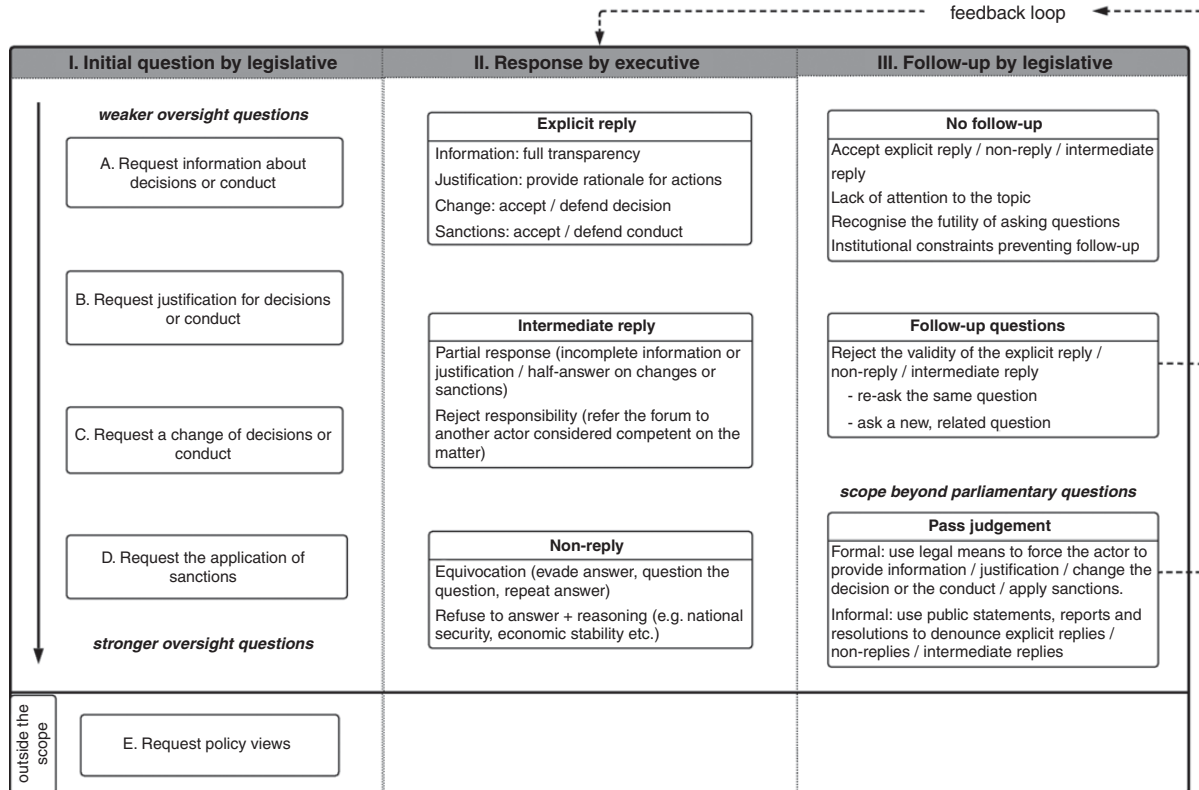 feedback loop
I. Initial question by legislative
II. Response by executive
III. Follow-up by legislative
weaker oversight questions
A. Request information about
decisions or conduct
B. Request justification for decisions
or conduct
C. Request a change of decisions or
conduct
D. Request the application of
sanctions
stronger oversight questions
Explicit reply
Information: full transparency
Justification: provide rationale for actions
Change: accept / defend decision
Sanctions: accept / defend conduct
Intermediate reply
Partial response (incomplete information or
justification / half-answer on changes or
sanctions)
Reject responsibility (refer the forum to
another actor considered competent on the
matter)
Non-reply
Equivocation (evade answer, question the
question, repeat answer)
Refuse to answer + reasoning (e.g. national
security, economic stability etc.)
No follow-up
Accept explicit reply / non-reply / intermediate
reply
Lack of attention to the topic
Recognise the futility of asking questions
Institutional constraints preventing follow-up
Follow-up questions
Reject the validity of the explicit reply /
non-reply / intermediate reply
- re-ask the same question
- ask a new, related question
scope beyond parliamentary questions
Pass judgement
Formal: use legal means to force the actor to
provide information / justification / change the
decision or the conduct / apply sanctions.
Informal: use public statements, reports and
resolutions to denounce explicit replies /
non-replies / intermediate replies
outside the
scope
E. Request policy views